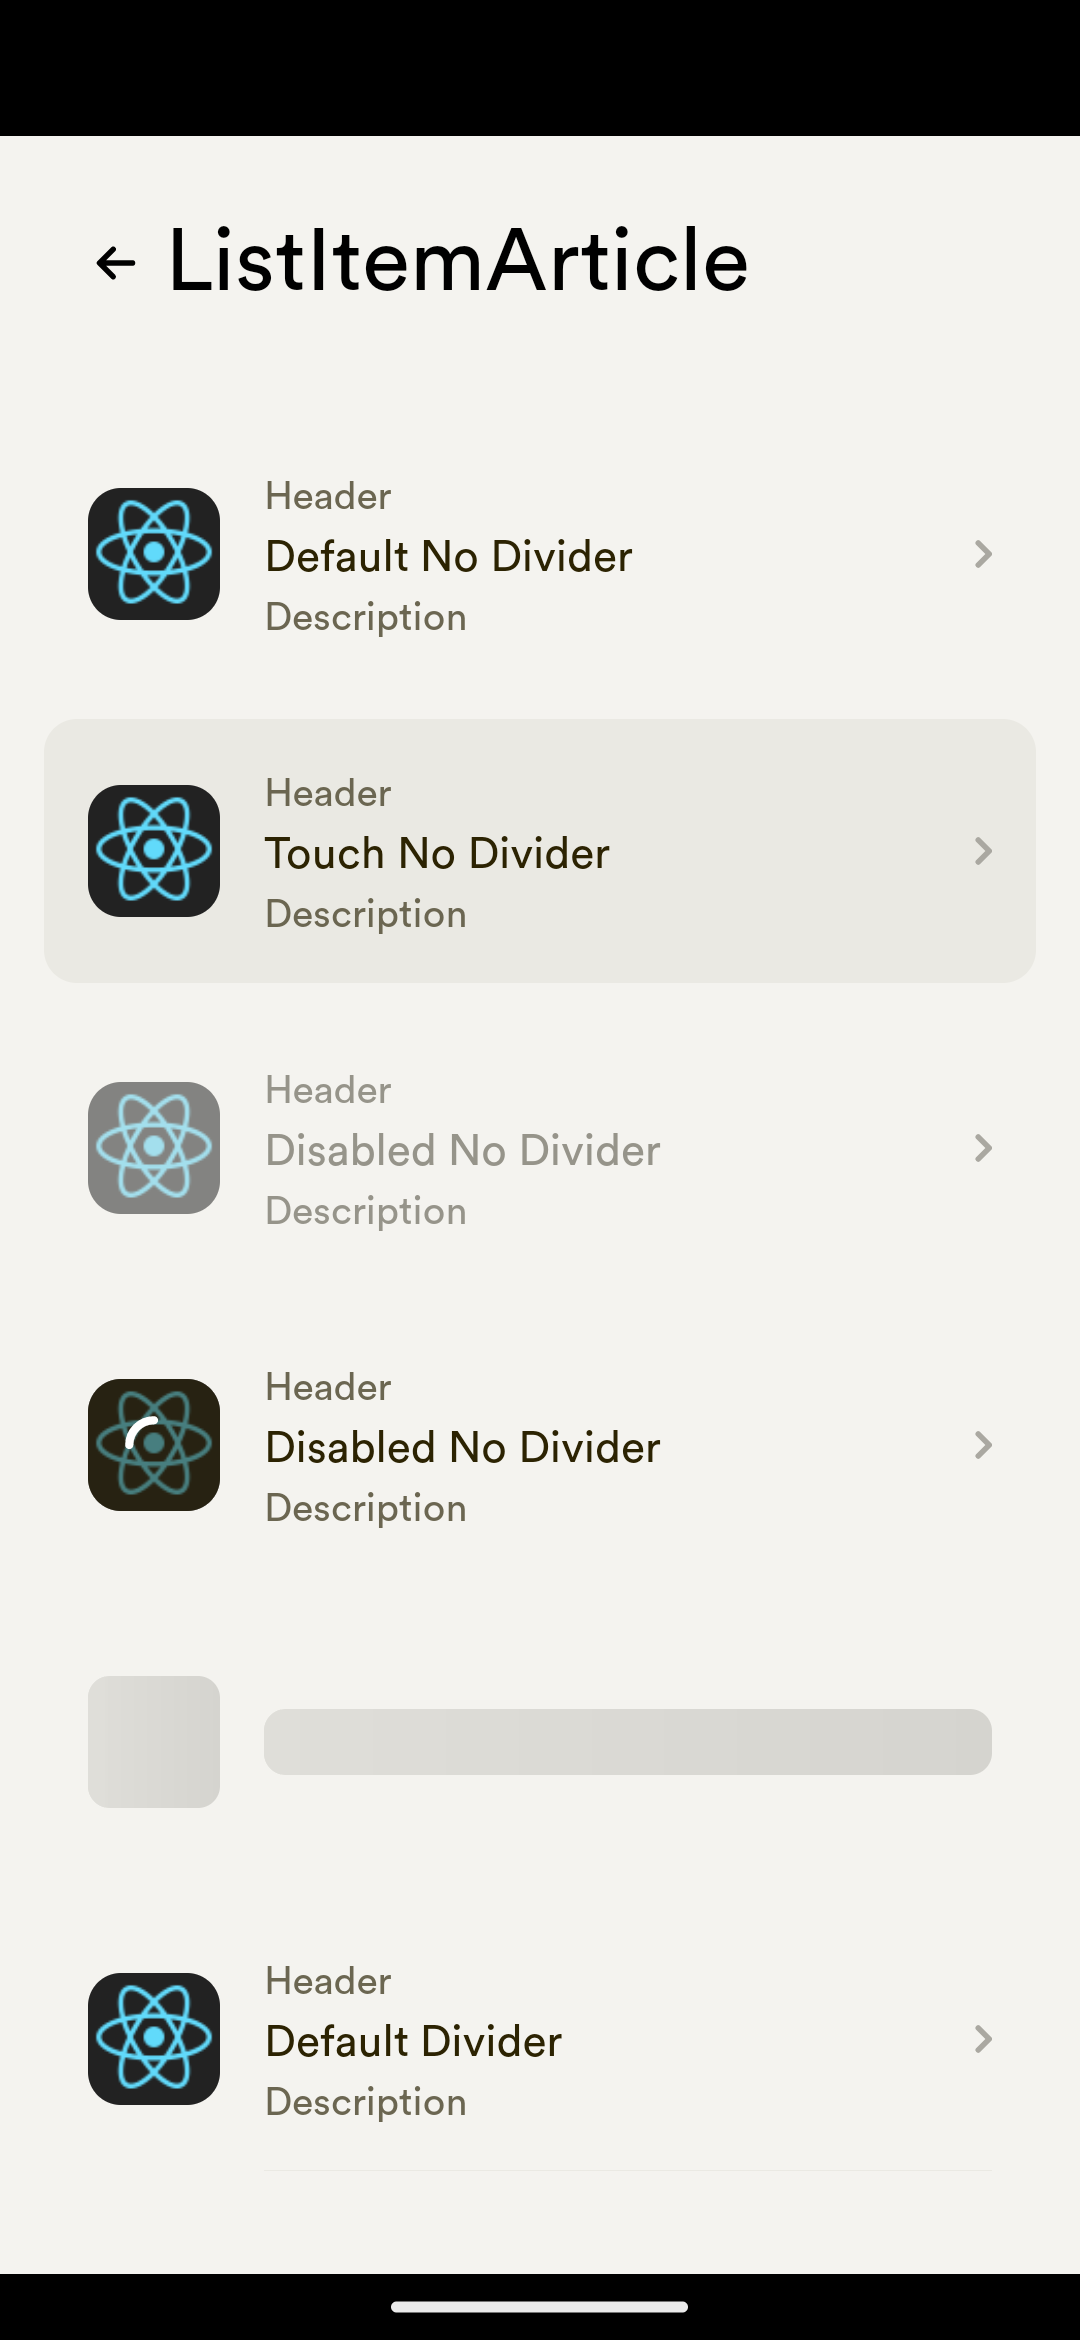 ListItemArticle
Header
Default No Divider
Description
Header
Touch No Divider
Description
Header
Disabled No Divider
Description
Header
Disabled No Divider
Description
Header
Default Divider
Description